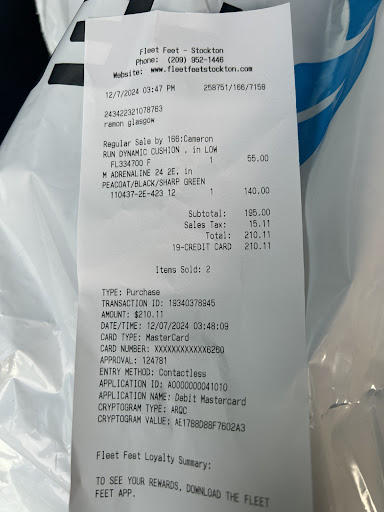 Fleet Feet - Stockton
Phone: (209) 952-1446
Website: www.fleetfeetstockton.com
12/7/2024 03:47 PM 258751/166/7158
243422321078763
ramon glasgow
Regular Sale by 166:Cameron
RUN DYNAMIC CUSHION , in LOW
FL334700 F 1 55.00
M ADRENALINE 24 2E, in
PEACOAT/BLACK/SHARP GREEN
110437-2E-423 12 1 140.00
Subtotal: 195.00
Sales Tax: 15.11
Total: 210.11
19-CREDIT CARD 210.11
Items Sold: 2
TYPE: Purchase
TRANSACTION ID: 19340378945
AMOUNT: $210.11
DATE/TIME: 12/07/2024 03:48:09
CARD TYPE: MasterCard
CARD NUMBER: XXXXXXXXXXXX6260
APPROVAL: 124781
ENTRY METHOD: Contactless
APPLICATION ID: A0000000041010
APPLICATION NAME: Debit Mastercard
CRYPTOGRAM TYPE: ARQC
CRYPTOGRAM VALUE: AE1788D8BF7602A3
Fleet Feet Loyalty Summary:
TO SEE YOUR REWARDS, DOWNLOAD THE FLEET
FEET APP.